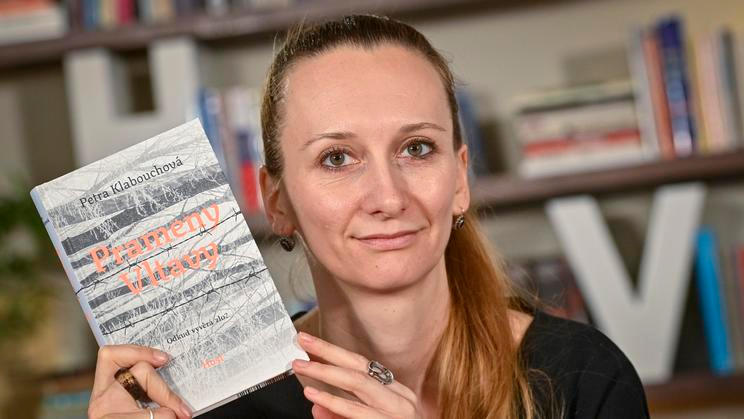 H
Petra Klabouchová
Prameny
Vltavy
Odkud vyvěrá zlo?
Host
V